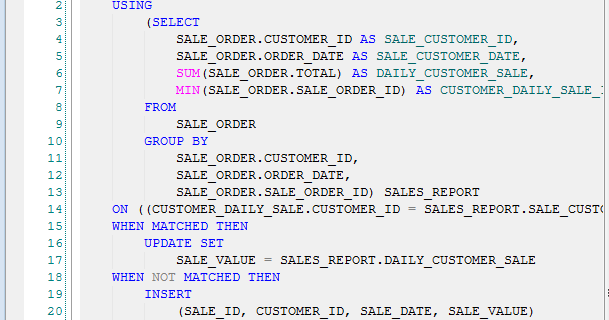 2 USING
3 (SELECT
4 SALE_ORDER.CUSTOMER_ID AS SALE_CUSTOMER_ID,
5 SALE_ORDER.ORDER_DATE AS SALE_CUSTOMER_DATE,
6 SUM(SALE_ORDER.TOTAL) AS DAILY_CUSTOMER_SALE,
7 MIN(SALE_ORDER.SALE_ORDER_ID) AS CUSTOMER_DAILY_SALE_
8 FROM
9 SALE_ORDER
10 GROUP BY
11 SALE_ORDER.CUSTOMER_ID,
12 SALE_ORDER.ORDER_DATE,
13 SALE_ORDER.SALE_ORDER_ID) SALES_REPORT
14 ON ((CUSTOMER_DAILY_SALE.CUSTOMER_ID = SALES_REPORT.SALE_CUSTO
15 WHEN MATCHED THEN
16 UPDATE SET
17 SALE_VALUE = SALES_REPORT.DAILY_CUSTOMER_SALE
18 WHEN NOT MATCHED THEN
19 INSERT
20 (SALE_ID, CUSTOMER_ID, SALE_DATE, SALE_VALUE)